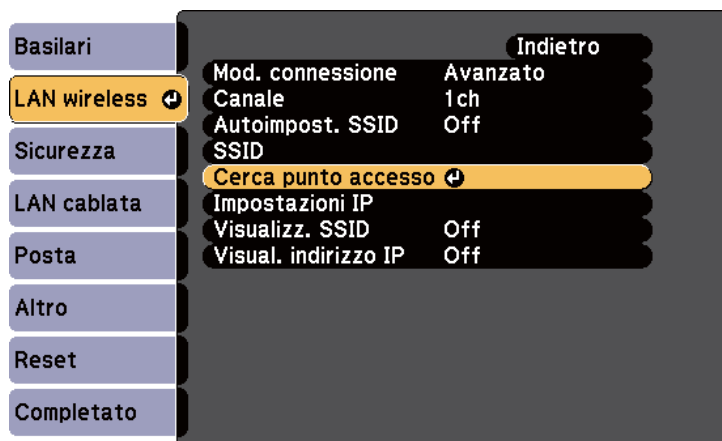 Basilari
LAN wireless
Sicurezza
LAN cablata
Posta
Altro
Reset
Completato
Indietro
Mod. connessione Avanzato
Canale 1ch
Autoimpost. SSID Off
SSID
Cerca punto accesso
Impostazioni IP
Visualizz. SSID Off
Visual. indirizzo IP Off